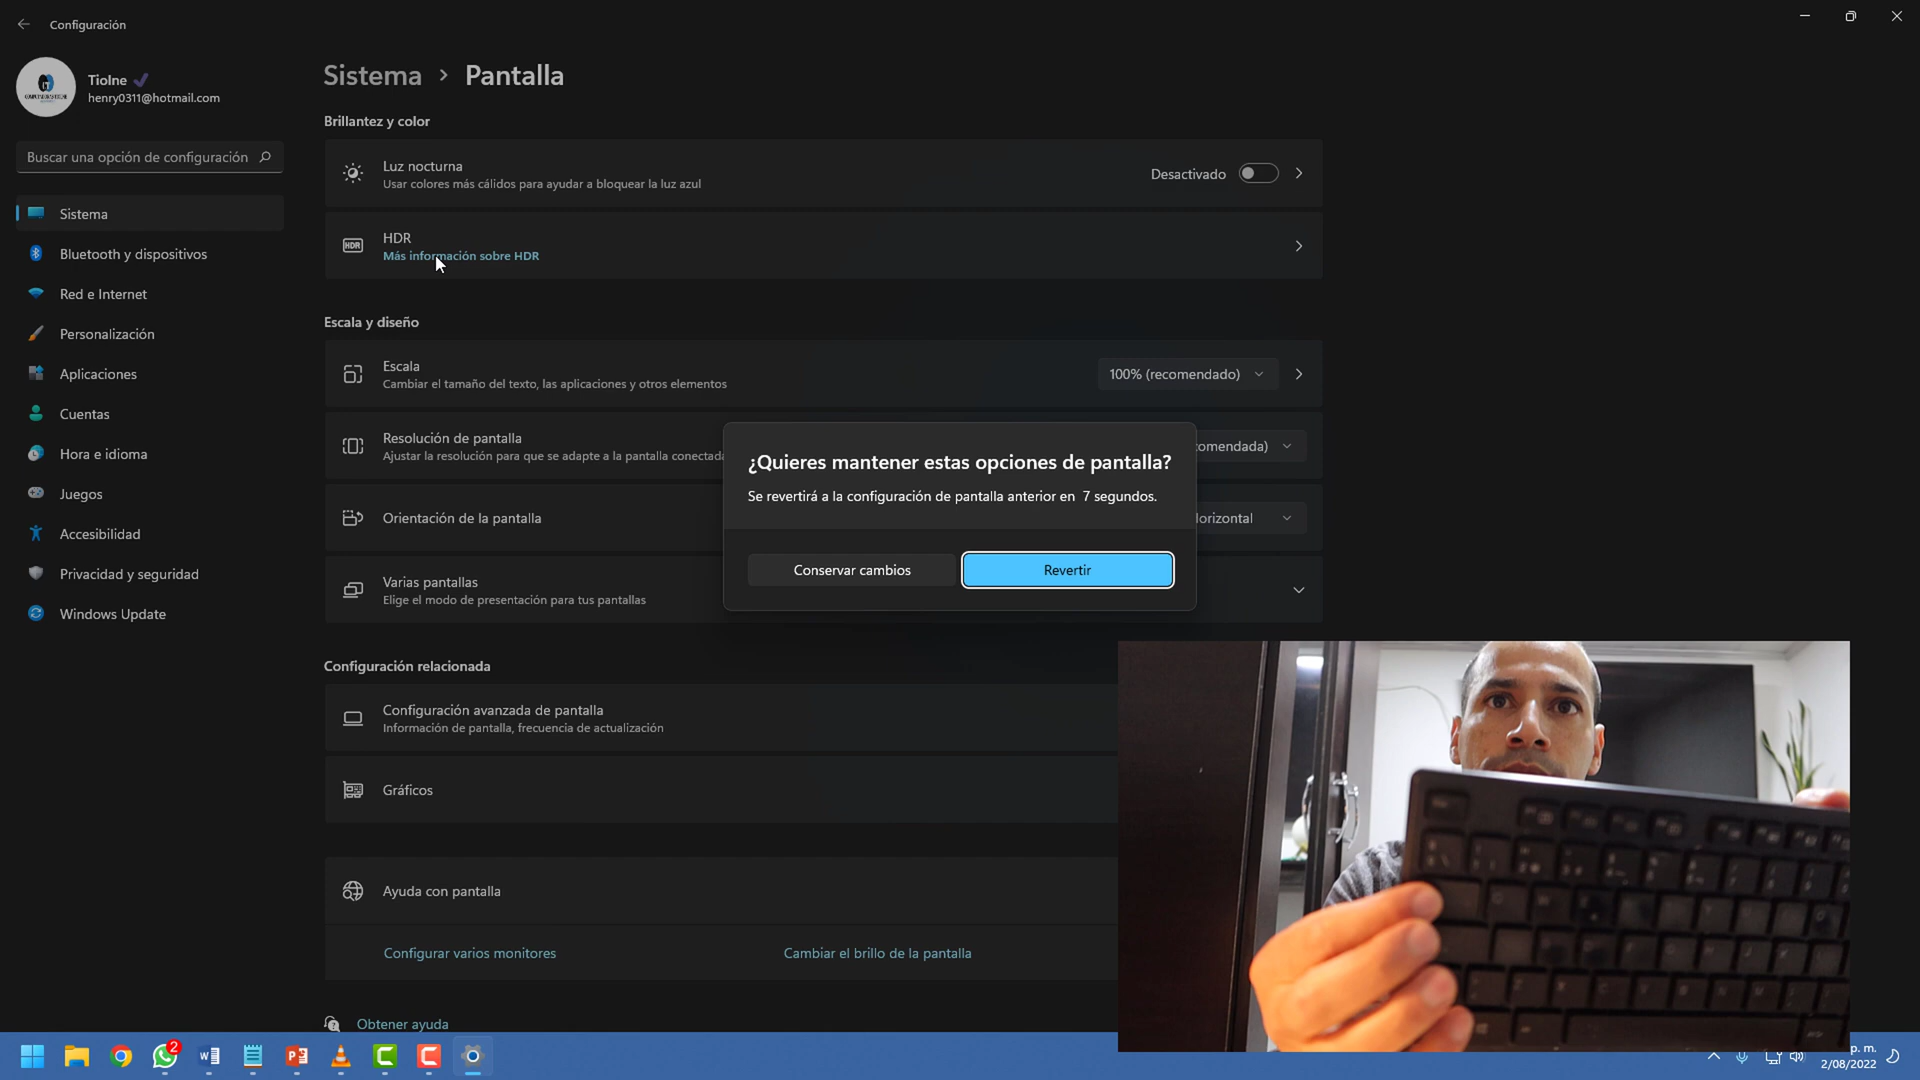 Configuración
Tiolne
henry0311@hotmail.com
Buscar una opción de configuración
Sistema
Bluetooth y dispositivos
Red e Internet
Personalización
Aplicaciones
Cuentas
Hora e idioma
Juegos
Accesibilidad
Privacidad y seguridad
Windows Update
Sistema > Pantalla
Brillantez y color
Luz nocturna
Usar colores más cálidos para ayudar a bloquear la luz azul
Desactivado
HDR
HDR
Más información sobre HDR
Escala y diseño
Escala
Cambiar el tamaño del texto, las aplicaciones y otros elementos
100% (recomendado)
Resolución de pantalla
Ajustar la resolución para que se adapte a la pantalla conectada
comendada)
Orientación de la pantalla
orizontal
Varias pantallas
Elige el modo de presentación para tus pantallas
¿Quieres mantener estas opciones de pantalla?
Se revertirá a la configuración de pantalla anterior en 7 segundos.
Conservar cambios
Revertir
Configuración relacionada
Configuración avanzada de pantalla
Información de pantalla, frecuencia de actualización
Gráficos
Ayuda con pantalla
Configurar varios monitores
Cambiar el brillo de la pantalla
Obtener ayuda
2
p. m.
2/08/2022